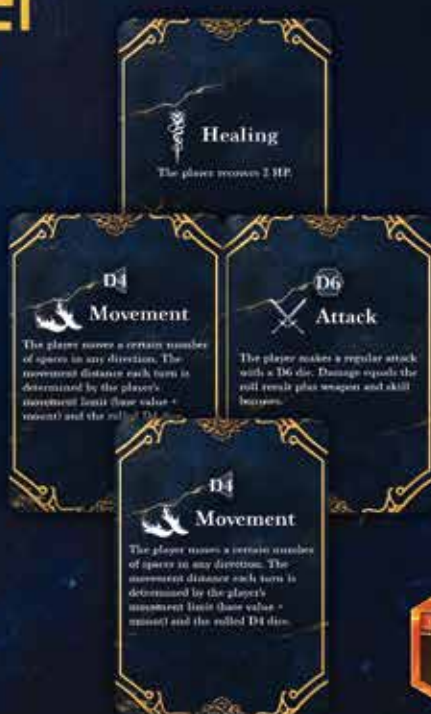 Healing
The player recovers 2 HP.
D4
Movement
The player moves a certain number
of spaces in any direction. The
movement distance each turn is
determined by the player's
movement limit (base value +
mount) and the rolled D4 dice.
D6
Attack
The player makes a regular attack
with a D6 die. Damage equals the
roll result plus weapon and skill
bonuses.
D4
Movement
The player moves a certain number
of spaces in any direction. The
movement distance each turn is
determined by the player's
movement limit (base value +
mount) and the rolled D4 dice.